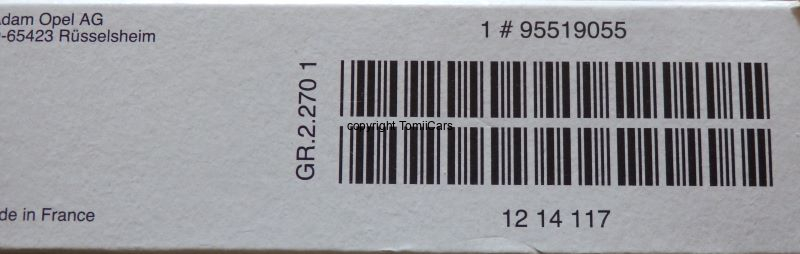 Adam Opel AG
-65423 Rüsselsheim
1 # 95519055
GR.2.270 1
copyright TomiiCars
12 14 117
de in France